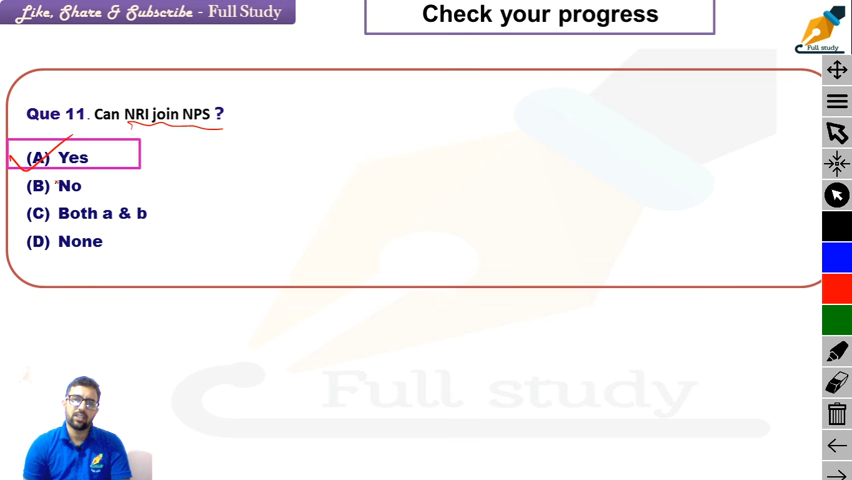 Like, Share & Subscribe - Full Study
Check your progress
Full study
Que 11. Can NRI join NPS ?
(A) Yes
(B) No
(C) Both a & b
(D) None
Full study